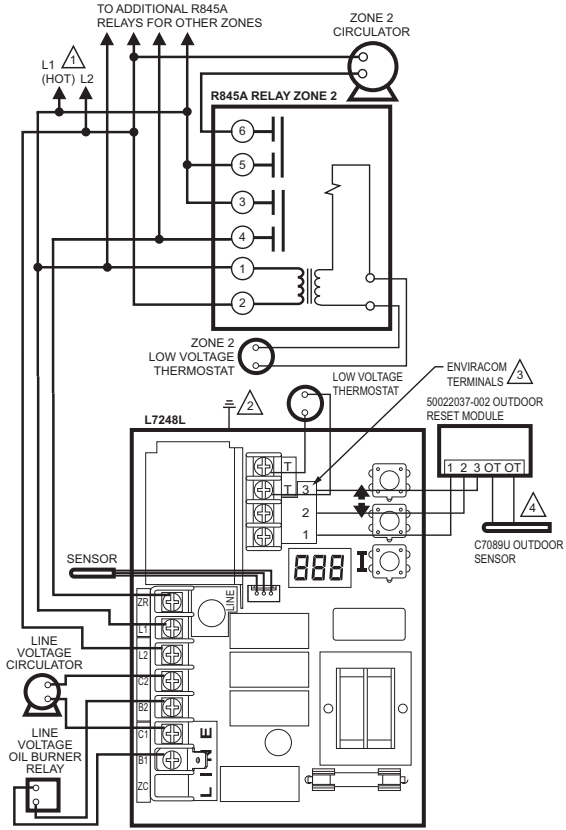 TO ADDITIONAL R845A
RELAYS FOR OTHER ZONES
ZONE 2
CIRCULATOR
1
L1
(HOT)
L2
R845A RELAY ZONE 2
6
5
3
4
1
2
ZONE 2
LOW VOLTAGE
THERMOSTAT
LOW VOLTAGE
THERMOSTAT
ENVIRACOM
TERMINALS
3
50022037-002 OUTDOOR
RESET MODULE
2
L7248L
1 2 3 OT OT
T
T
3
2
1
4
C7089U OUTDOOR
SENSOR
888
SENSOR
ZR
LINE
L1
L2
C2
B2
C1
B1
ZC
LINE
LINE
VOLTAGE
CIRCULATOR
LINE
VOLTAGE
OIL BURNER
RELAY